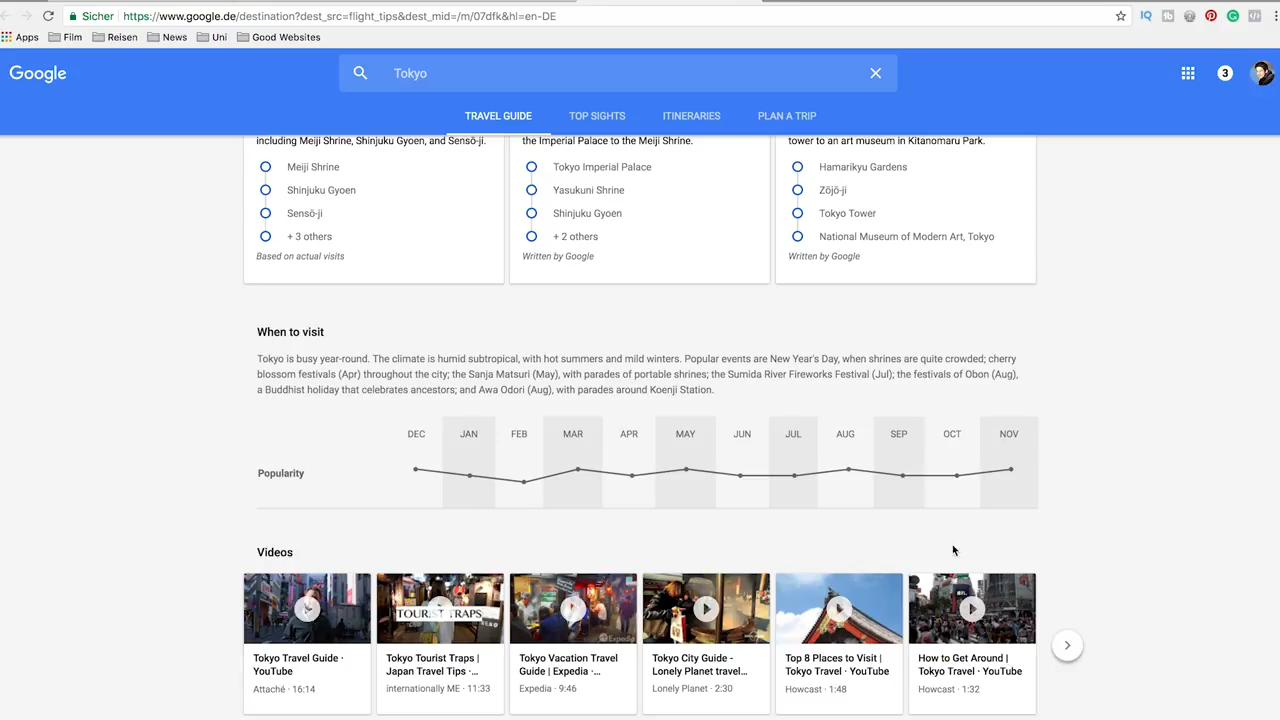 Sicher https://www.google.de/destination?dest_src=flight_tips&dest_mid=/m/07dfk&hl=en-DE
Apps Film Reisen News Uni Good Websites
Google Tokyo 3
TRAVEL GUIDE TOP SIGHTS ITINERARIES PLAN A TRIP
including Meiji Shrine, Shinjuku Gyoen, and Sensō-ji.
Meiji Shrine
Shinjuku Gyoen
Sensō-ji
+ 3 others
Based on actual visits
the Imperial Palace to the Meiji Shrine.
Tokyo Imperial Palace
Yasukuni Shrine
Shinjuku Gyoen
+ 2 others
Written by Google
tower to an art museum in Kitanomaru Park.
Hamarikyu Gardens
Zōjō-ji
Tokyo Tower
National Museum of Modern Art, Tokyo
Written by Google
When to visit
Tokyo is busy year-round. The climate is humid subtropical, with hot summers and mild winters. Popular events are New Year's Day, when shrines are quite crowded; cherry
blossom festivals (Apr) throughout the city; the Sanja Matsuri (May), with parades of portable shrines; the Sumida River Fireworks Festival (Jul); the festivals of Obon (Aug),
a Buddhist holiday that celebrates ancestors; and Awa Odori (Aug), with parades around Koenji Station.
DEC JAN FEB MAR APR MAY JUN JUL AUG SEP OCT NOV
Popularity
Videos
TOURIST TRAPS
Expedia
Tokyo Travel Guide ·
YouTube
Attaché · 16:14
Tokyo Tourist Traps |
Japan Travel Tips ·...
internationally ME · 11:33
Tokyo Vacation Travel
Guide | Expedia ·...
Expedia · 9:46
Tokyo City Guide -
Lonely Planet travel...
Lonely Planet · 2:30
Top 8 Places to Visit |
Tokyo Travel · YouTube
Howcast · 1:48
How to Get Around |
Tokyo Travel · YouTube
Howcast · 1:32